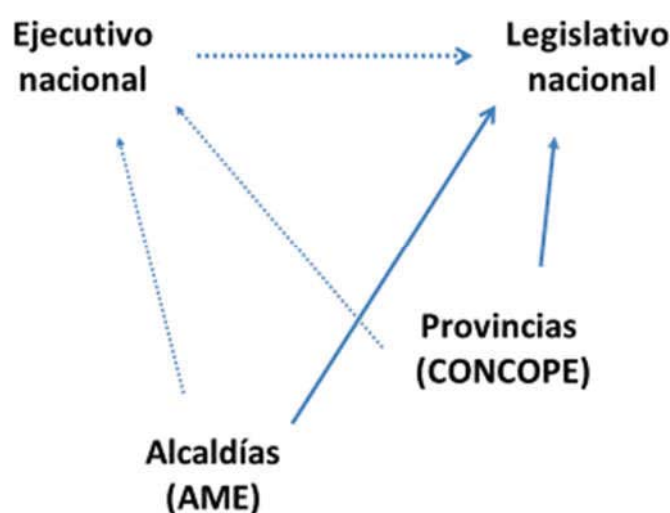 Ejecutivo
nacional
Legislativo
nacional
Provincias
(CONCOPE)
Alcaldías
(AME)